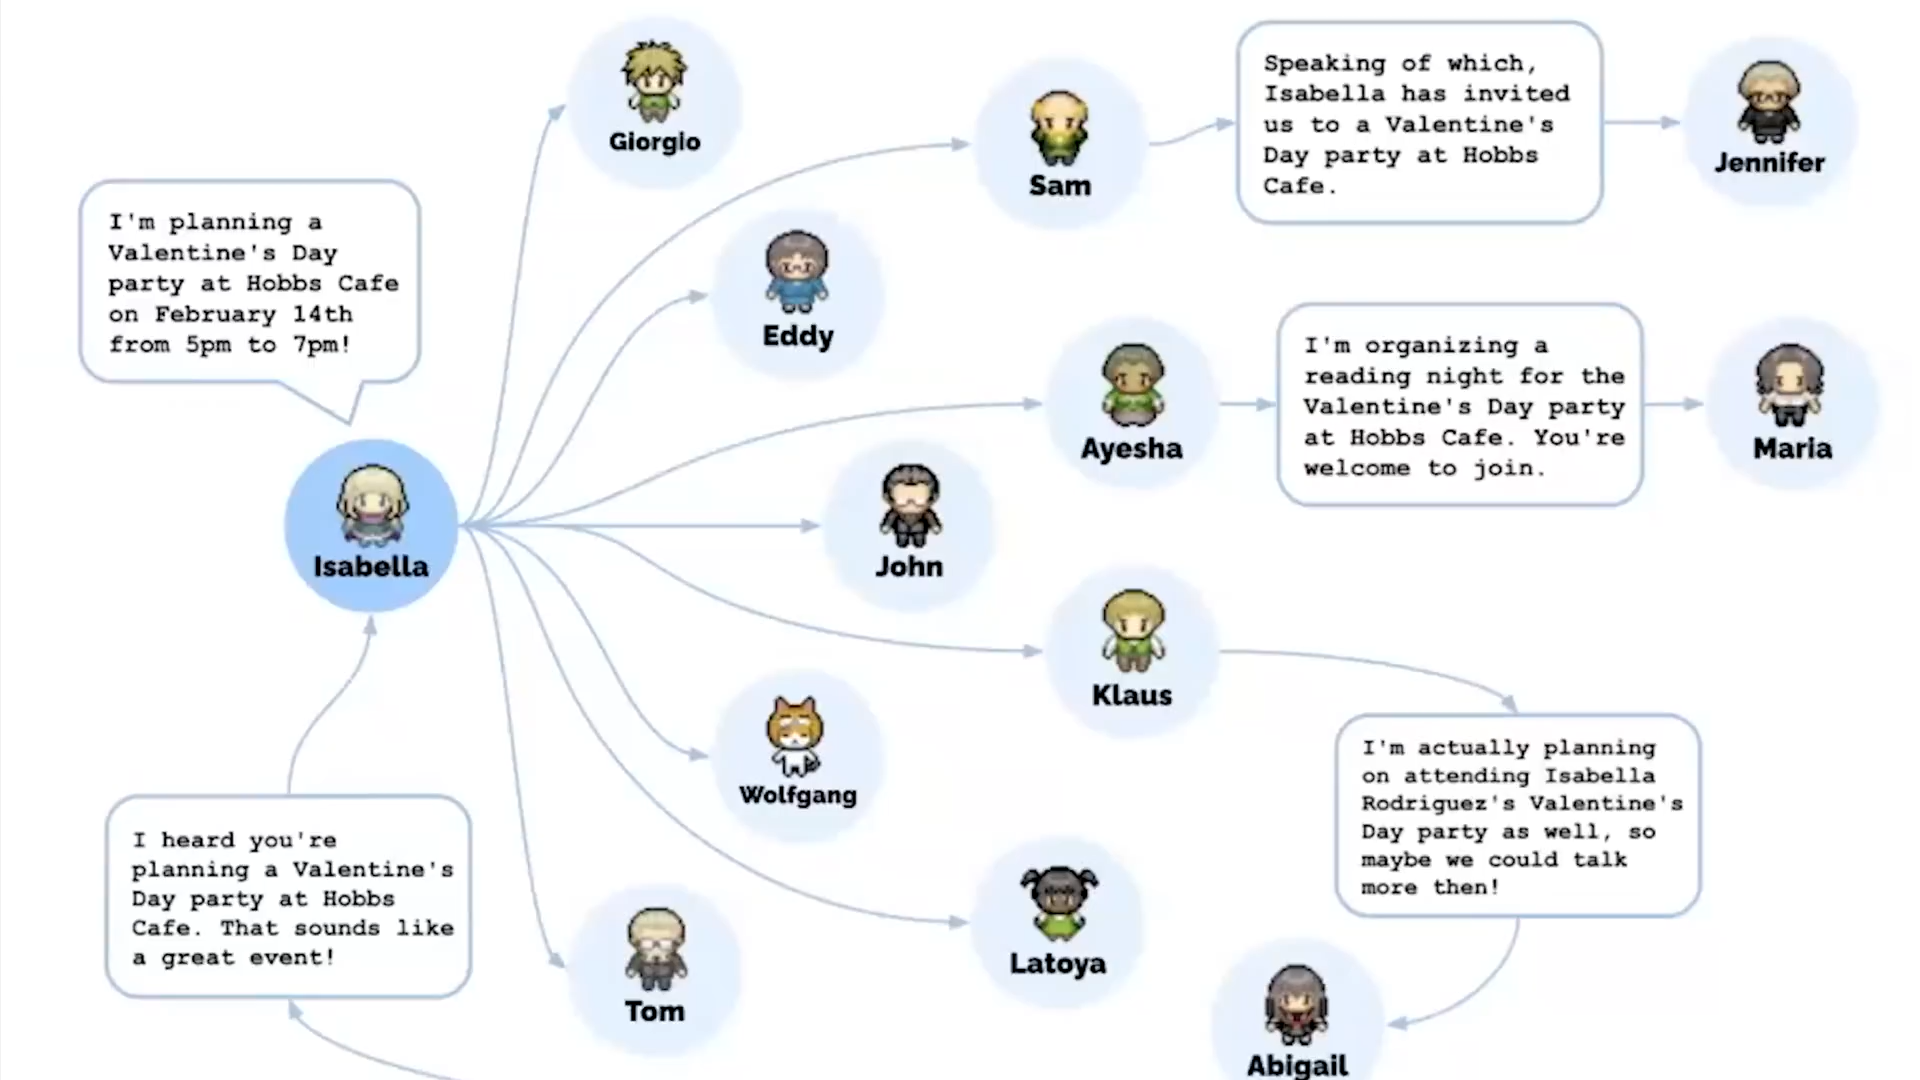 Giorgio
Sam
Speaking of which,
Isabella has invited
us to a Valentine's
Day party at Hobbs
Cafe.
Jennifer
I'm planning a
Valentine's Day
party at Hobbs Cafe
on February 14th
from 5pm to 7pm!
Eddy
Ayesha
I'm organizing a
reading night for the
Valentine's Day party
at Hobbs Cafe. You're
welcome to join.
Maria
Isabella
John
Klaus
Wolfgang
I'm actually planning
on attending Isabella
Rodriguez's Valentine's
Day party as well, so
maybe we could talk
more then!
I heard you're
planning a Valentine's
Day party at Hobbs
Cafe. That sounds like
a great event!
Latoya
Tom
Abigail